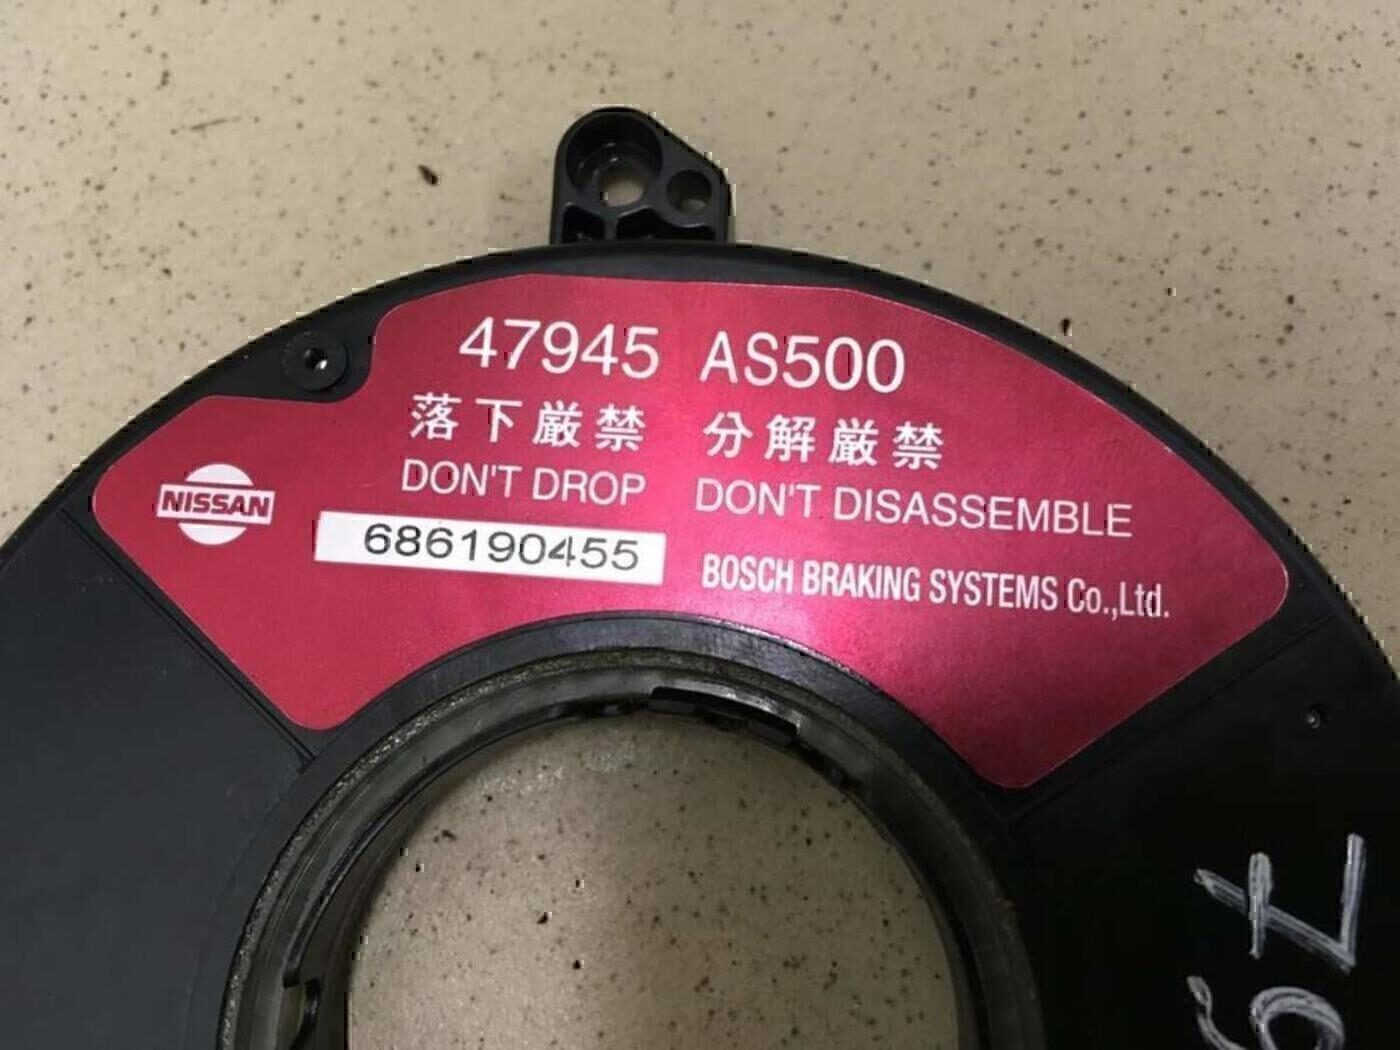 47945 AS500
落下厳禁 分解厳禁
DON'T DROP DON'T DISASSEMBLE
NISSAN
686190455
BOSCH BRAKING SYSTEMS Co.,Ltd.